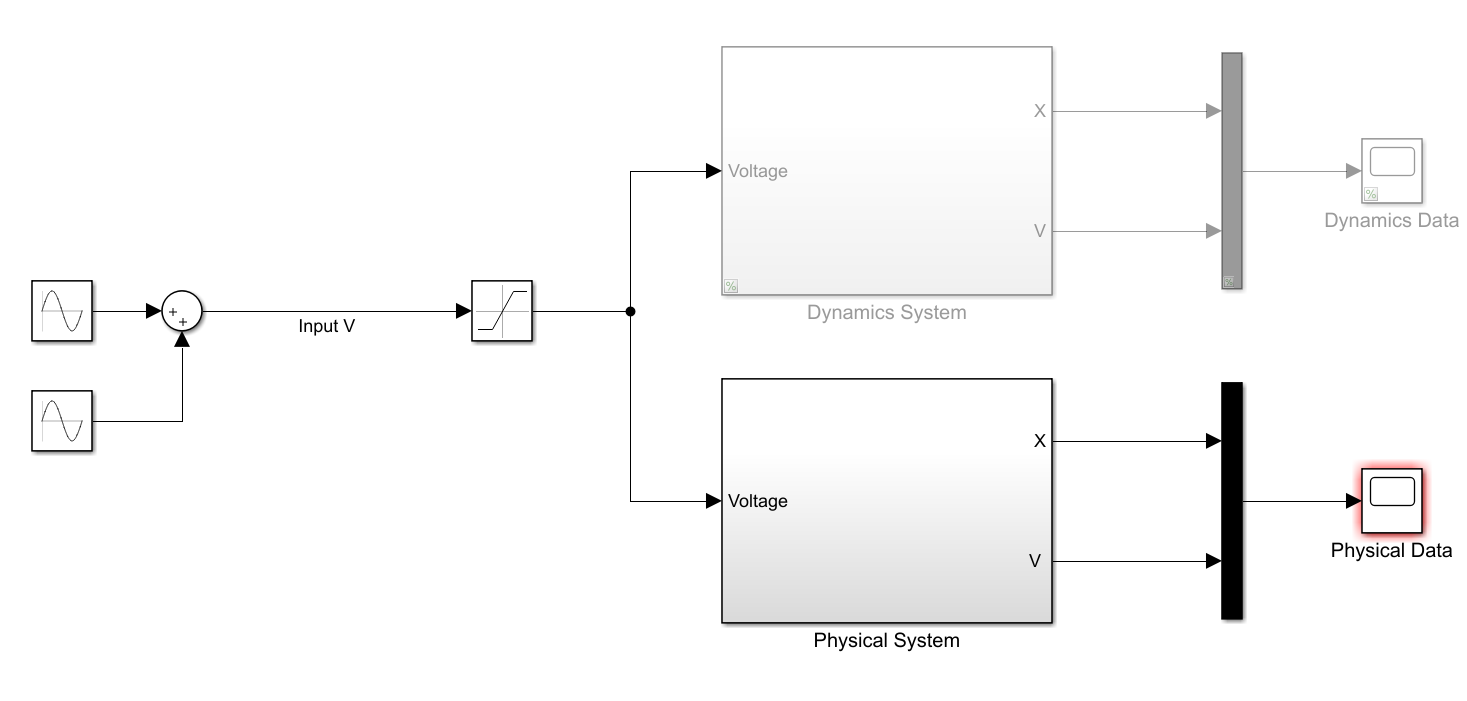 X
Voltage
V
%
%
%
Dynamics Data
Dynamics System
+
+
Input V
X
Voltage
V
Physical Data
Physical System